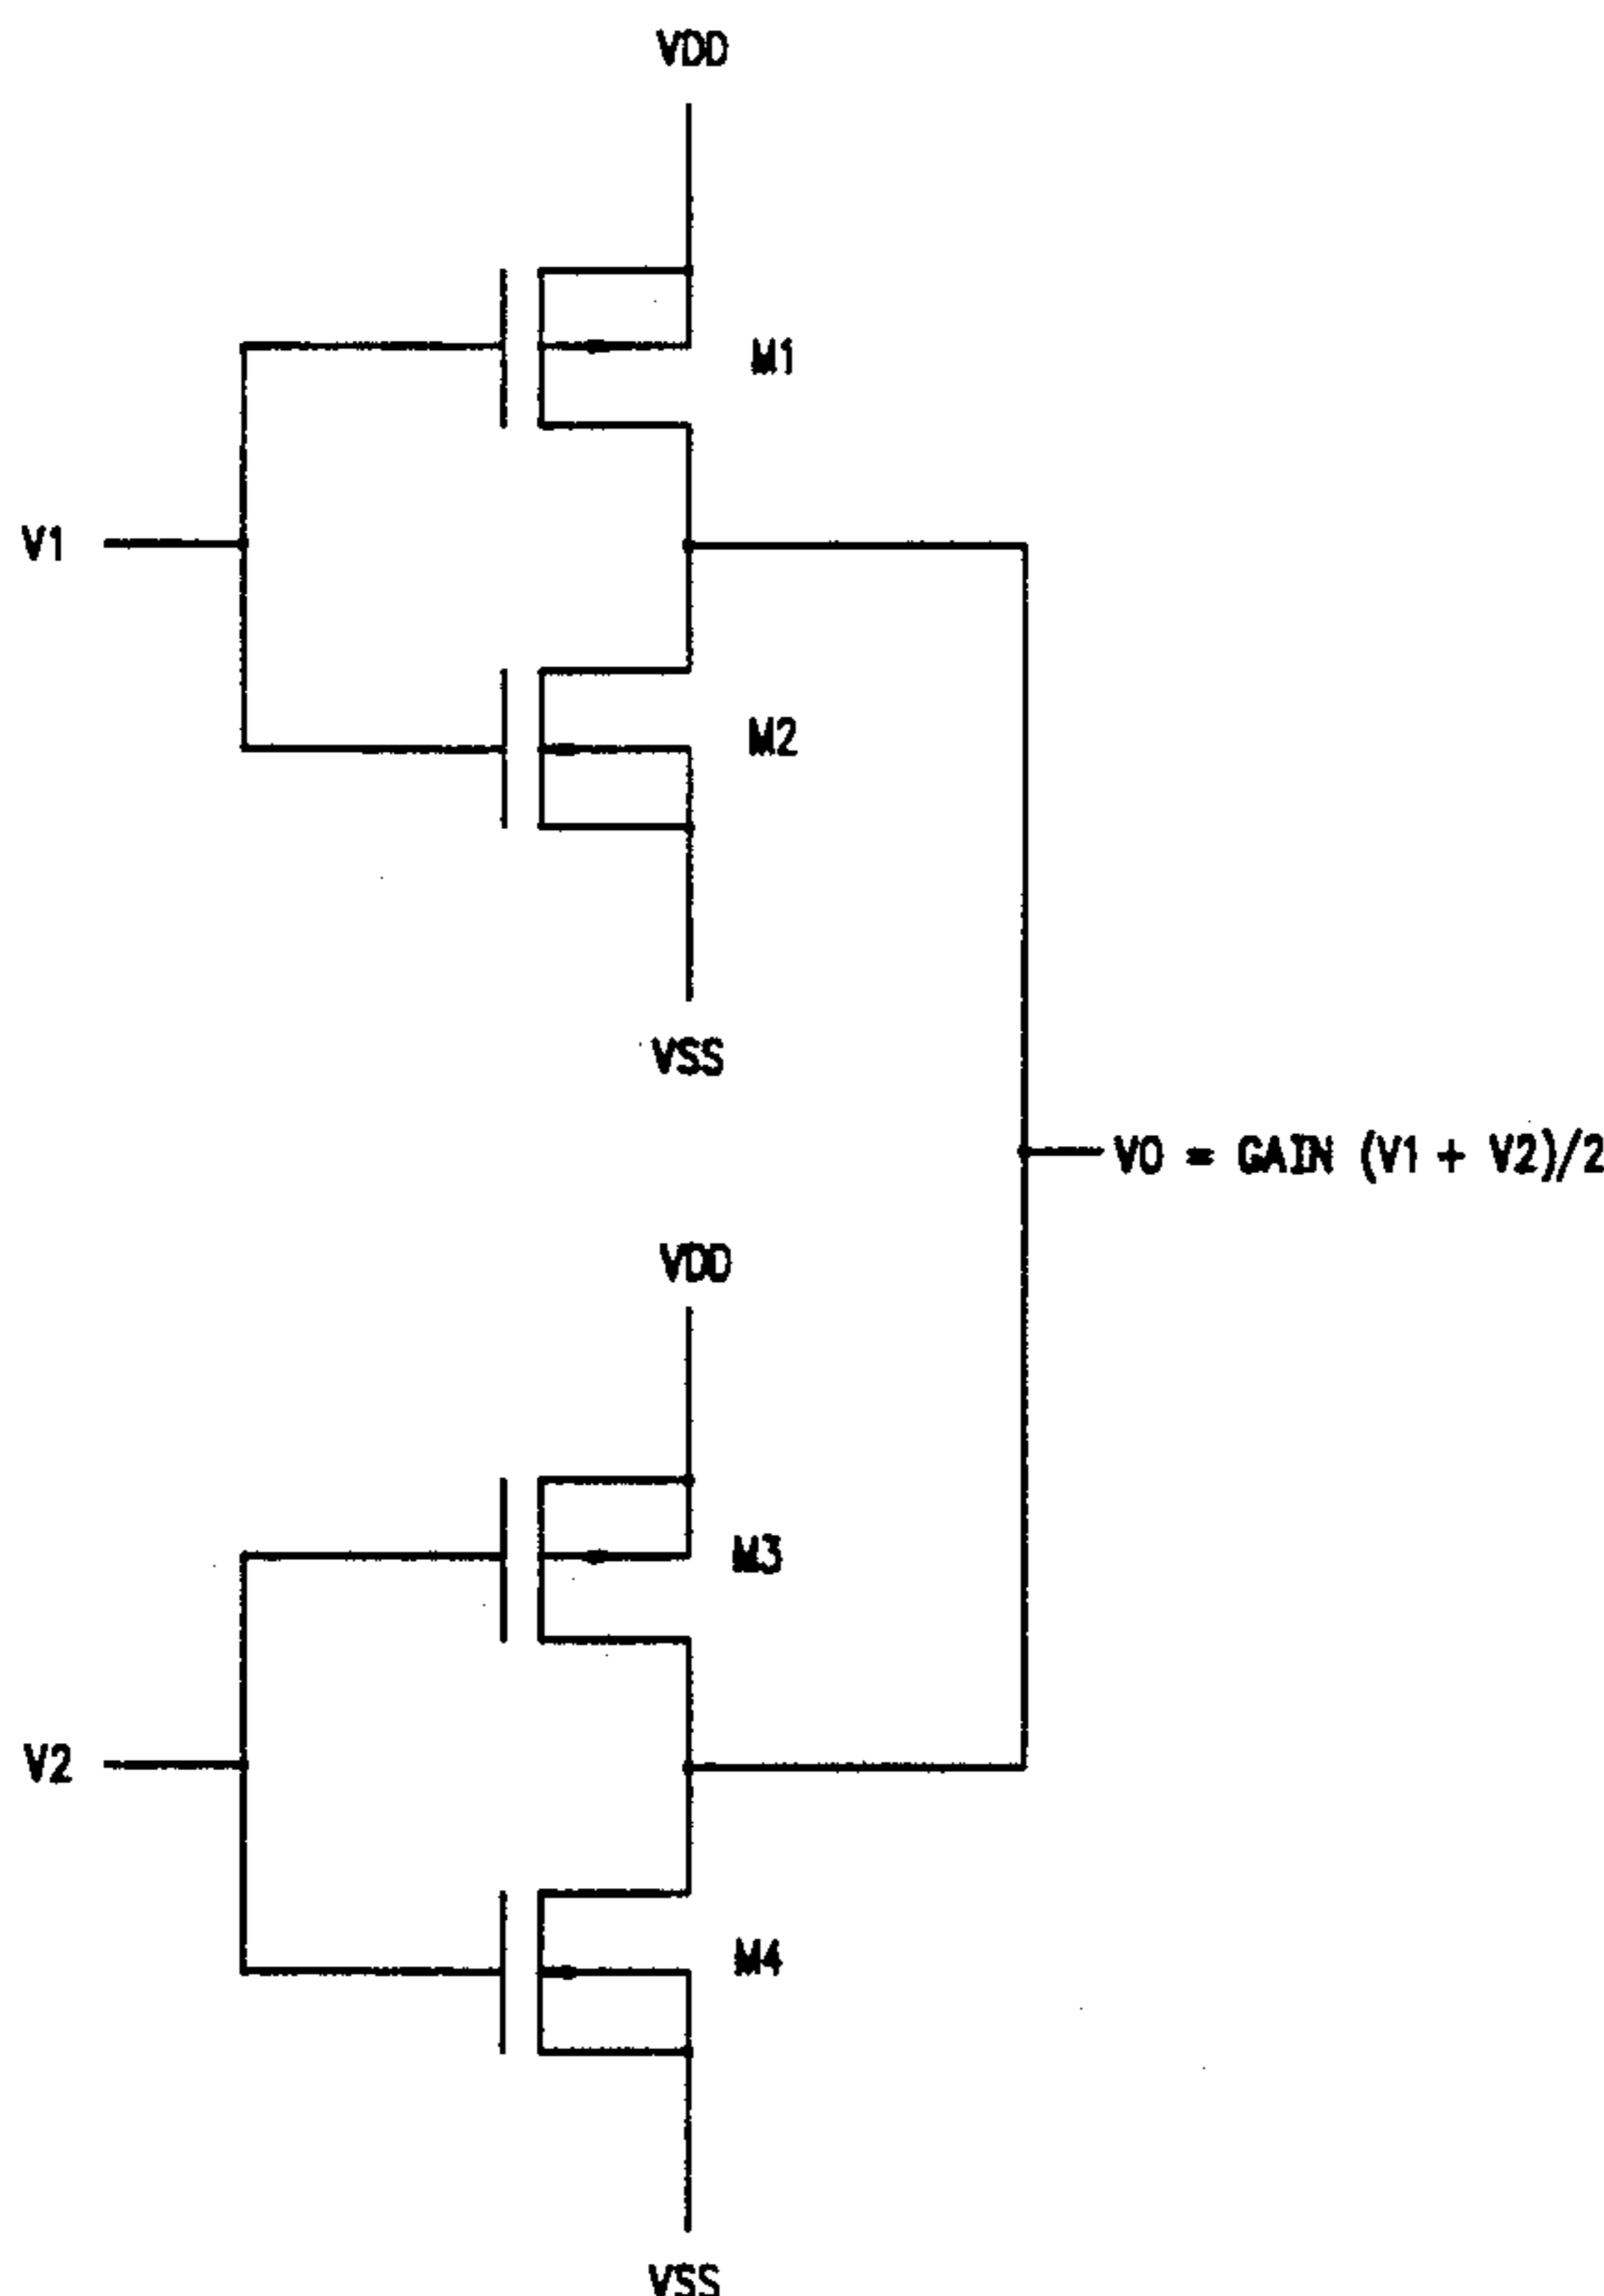 VDD
M1
V1
M2
VSS
VO = GAIN (V1 + V2)/2
VDD
M3
V2
M4
VSS